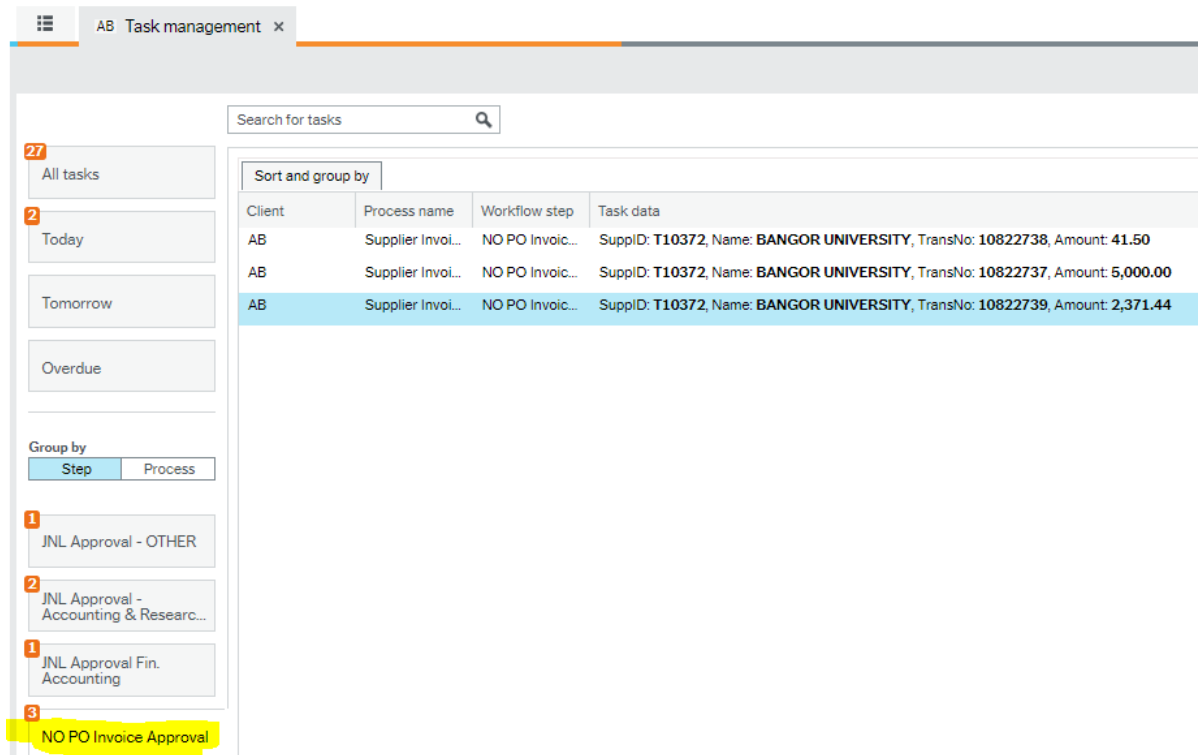 AB Task management ×
Search for tasks
27
All tasks
2
Today
Tomorrow
Overdue
Group by
Step Process
1
JNL Approval - OTHER
2
JNL Approval -
Accounting & Researc...
1
JNL Approval Fin.
Accounting
3
NO PO Invoice Approval
Sort and group by
Client Process name Workflow step Task data
AB Supplier Invoi... NO PO Invoic... SuppID: T10372, Name: BANGOR UNIVERSITY, TransNo: 10822738, Amount: 41.50
AB Supplier Invoi... NO PO Invoic... SuppID: T10372, Name: BANGOR UNIVERSITY, TransNo: 10822737, Amount: 5,000.00
AB Supplier Invoi... NO PO Invoic... SuppID: T10372, Name: BANGOR UNIVERSITY, TransNo: 10822739, Amount: 2,371.44